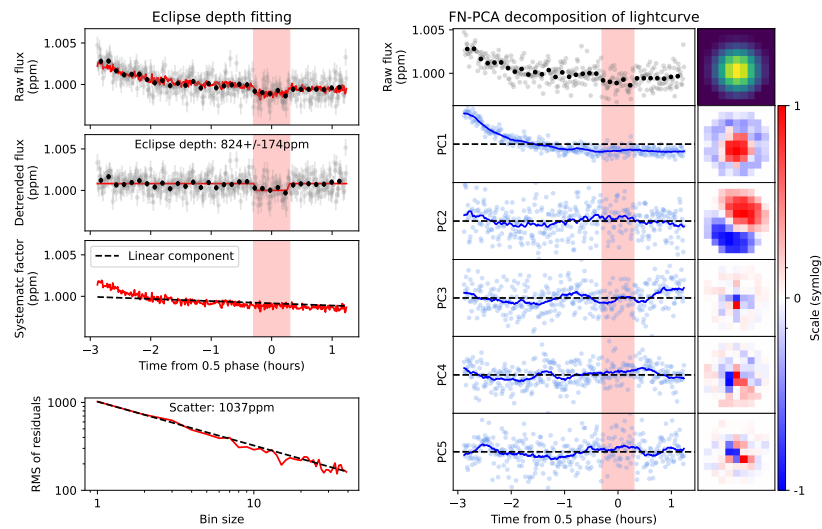 Eclipse depth fitting
1.005
1.000
Raw flux
(ppm)
Eclipse depth: 824+/-174ppm
1.005
1.000
Detrended flux
(ppm)
Linear component
1.005
1.000
Systematc factor
(ppm)
−3 −2 −1 0 1
Time from 0.5 phase (hours)
Scatter: 1037ppm
1000
100
RMS of residuals
1 10
Bin size
FN-PCA decomposition of lightcurve
1.005
1.000
Raw flux
(ppm)
PC1
PC2
PC3
PC4
PC5
−3 −2 −1 0 1
Time from 0.5 phase (hours)
1
0
-1
Scale (symlog)